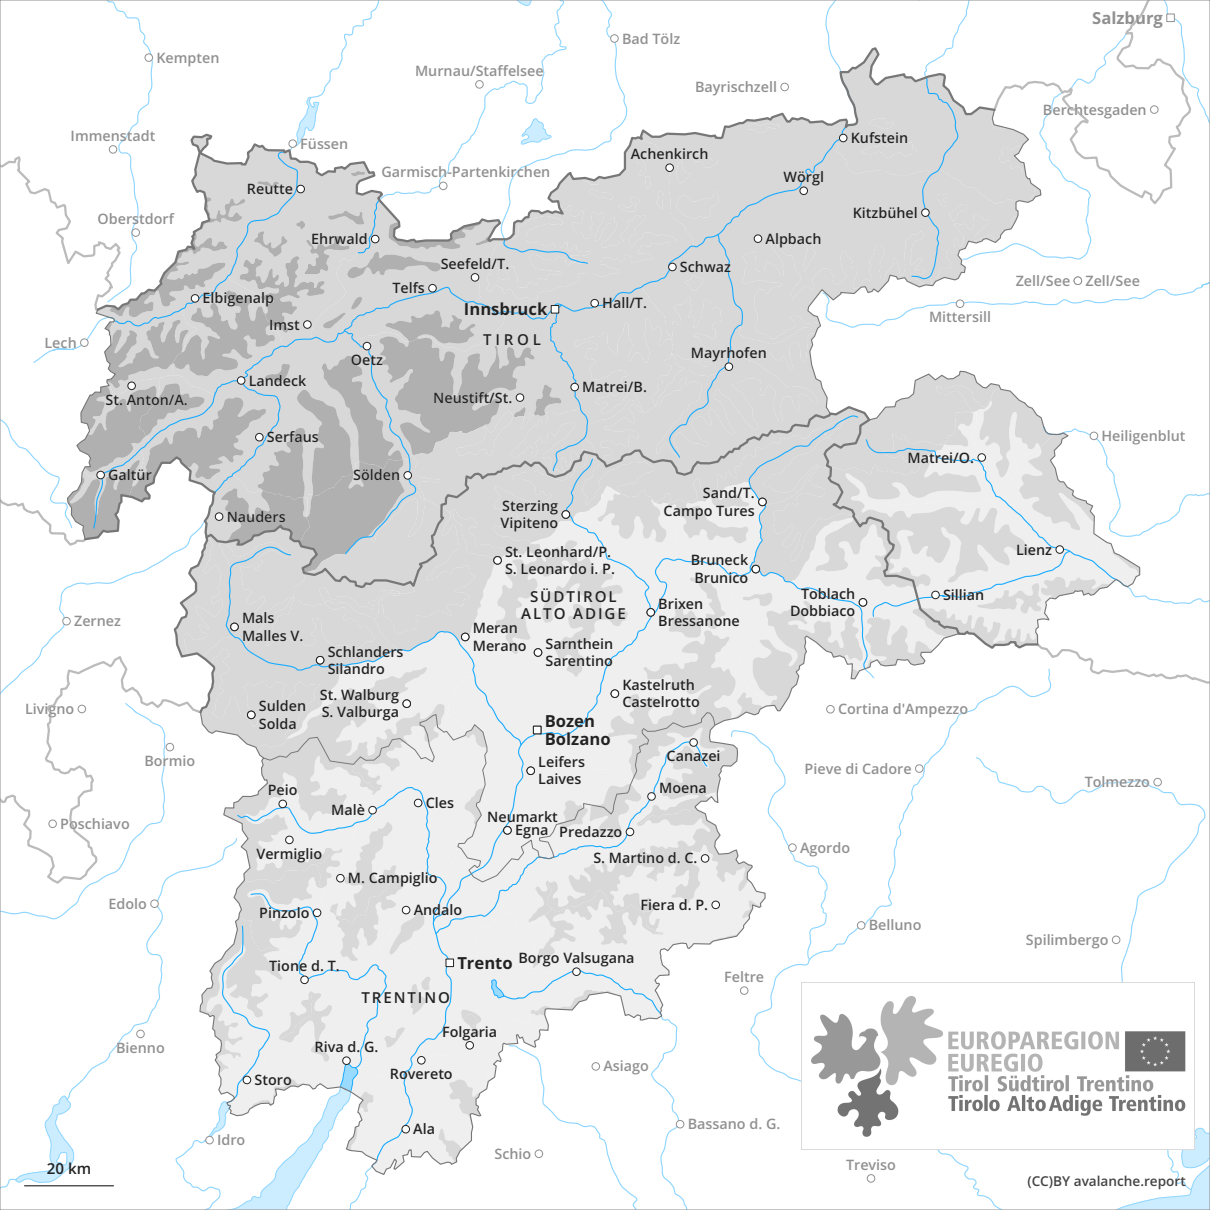 Salzburg
Bad Tölz
Kempten
Murnau/Staffelsee
Bayrischzell
Berchtesgaden
Immenstadt
Füssen
Kufstein
Achenkirch
Garmisch-Partenkirchen
Wörgl
Reutte
Oberstdorf
Kitzbühel
Ehrwald
Alpbach
Seefeld/T.
Schwaz
Zell/See
Zell/See
Telfs
Elbigenalp
Innsbruck
Hall/T.
Mittersill
Imst
TIROL
Lech
Oetz
Mayrhofen
Landeck
Matrei/B.
St. Anton/A.
Neustift/St.
Serfaus
Heiligenblut
Matrei/O.
Galtür
Sölden
Sand/T.
Campo Tures
Sterzing
Vipiteno
Nauders
Lienz
St. Leonhard/P.
S. Leonardo i. P.
Bruneck
Brunico
SÜDTIROL
ALTO ADIGE
Toblach
Dobbiaco
Sillian
Brixen
Bressanone
Zernez
Mals
Malles V.
Meran
Merano
Sarnthein
Sarentino
Schlanders
Silandro
St. Walburg
S. Valburga
Kastelruth
Castelrotto
Livigno
Sulden
Solda
Cortina d'Ampezzo
Bozen
Bolzano
Canazei
Bormio
Leifers
Laives
Pieve di Cadore
Tolmezzo
Peio
Moena
Malè
Cles
Neumarkt
Egna
Predazzo
Poschiavo
Vermiglio
Agordo
S. Martino d. C.
M. Campiglio
Edolo
Pinzolo
Andalo
Fiera d. P.
Belluno
Spilimbergo
Tione d. T.
Trento
Borgo Valsugana
Feltre
TRENTINO
Folgaria
Bienno
Riva d. G.
Rovereto
Asiago
Storo
EUROPAREGION
EUREGIO
Tirol Südtirol Trentino
Tirolo Alto Adige Trentino
Ala
Bassano d. G.
Idro
Schio
Treviso
20 km
(CC)BY avalanche.report